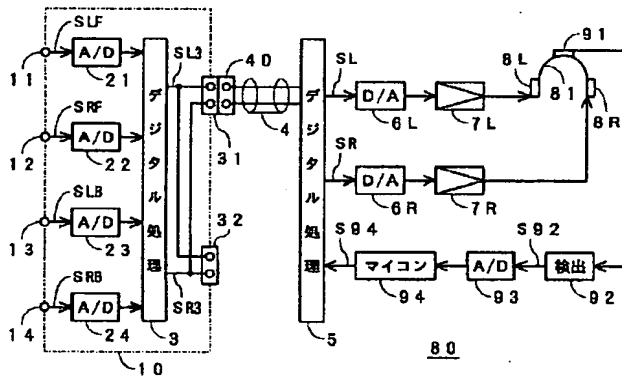 SLF
A/D
11
21
SRF
A/D
12
22
SLB
A/D
13
23
SRB
A/D
14
24
デジタル処理
3
SL3
SR3
31
32
10
40
4
デジタル処理
5
SL
D/A
6L
7L
SR
D/A
6R
7R
8L
81
91
8R
S94
マイコン
94
A/D
93
S92
検出
92
80